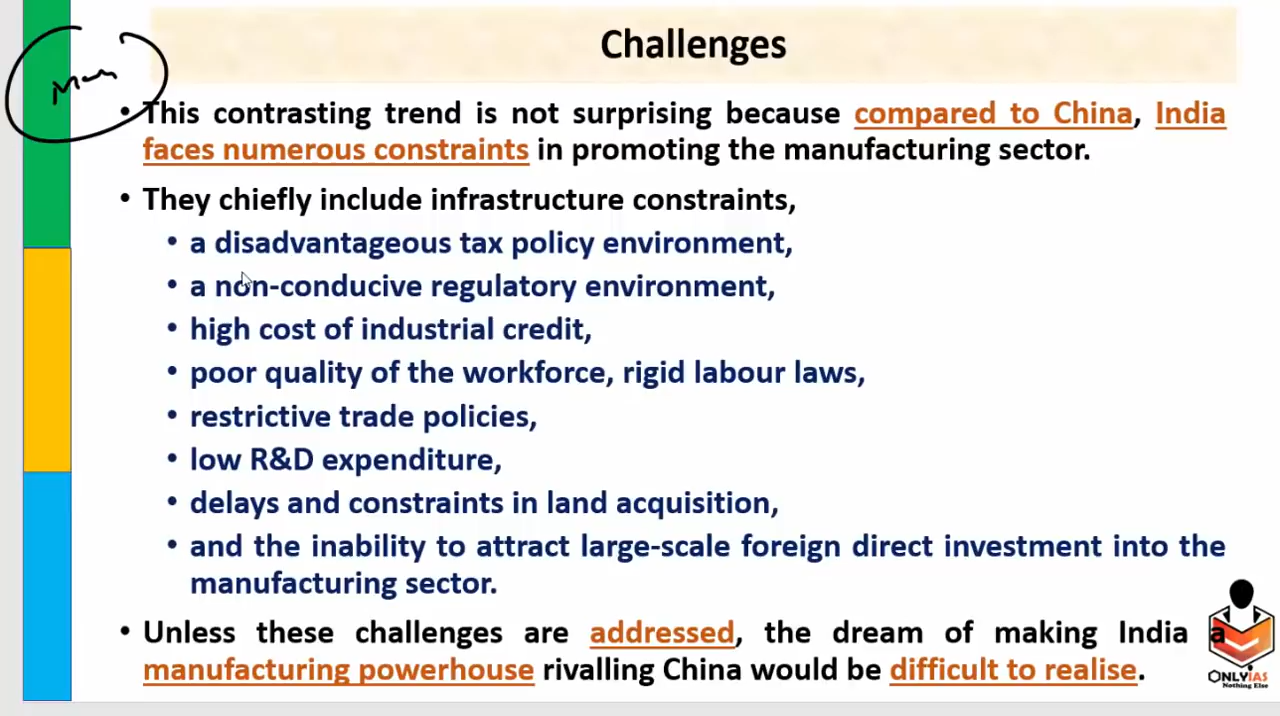 Challenges
• This contrasting trend is not surprising because compared to China, India
faces numerous constraints in promoting the manufacturing sector.
• They chiefly include infrastructure constraints,
• a disadvantageous tax policy environment,
• a non-conducive regulatory environment,
• high cost of industrial credit,
• poor quality of the workforce, rigid labour laws,
• restrictive trade policies,
• low R&D expenditure,
• delays and constraints in land acquisition,
• and the inability to attract large-scale foreign direct investment into the
manufacturing sector.
• Unless these challenges are addressed, the dream of making India a
manufacturing powerhouse rivalling China would be difficult to realise.
ONLYIAS
Nothing Else